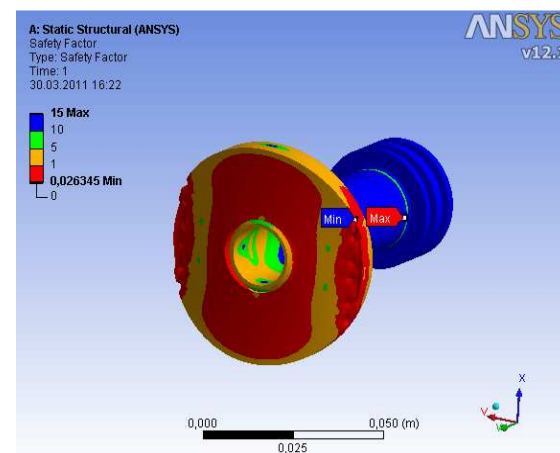 A: Static Structural (ANSYS)
Safety Factor
Type: Safety Factor
Time: 1
30.03.2011 16:22
ANSYS
v12.
15 Max
10
5
1
0,026345 Min
0
Min
Max
X
0,000
0,050 (m)
0,025